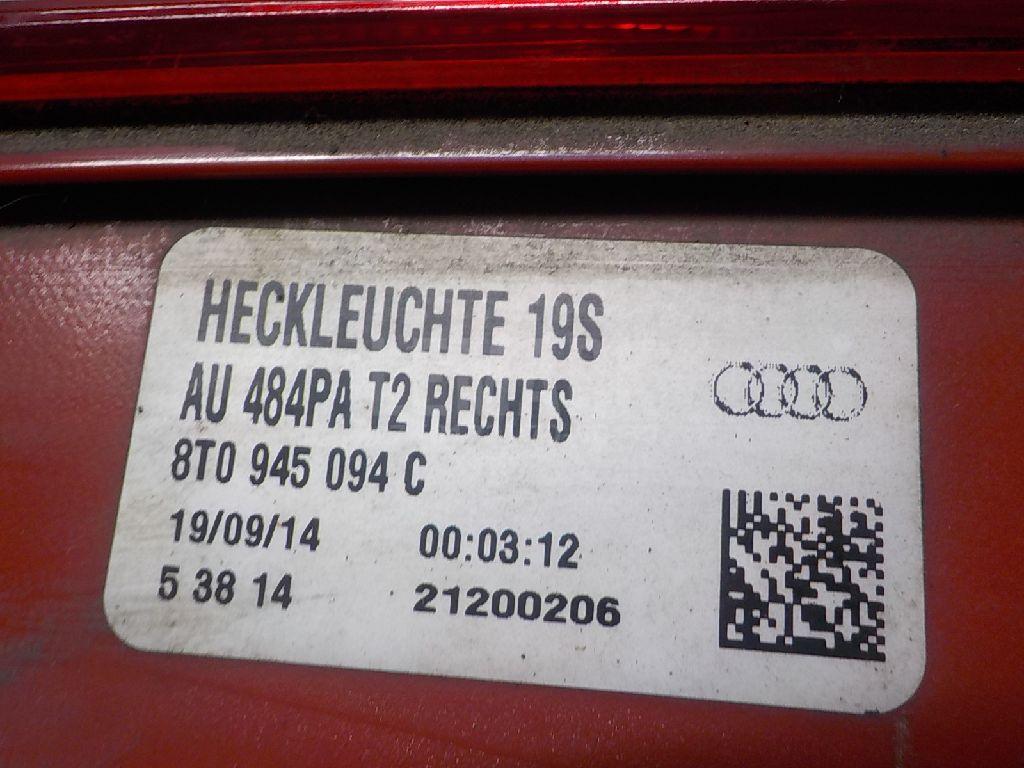 HECKLEUCHTE 19S
AU 484PA T2 RECHTS
8T0 945 094 C
19/09/14 00:03:12
5 38 14 21200206